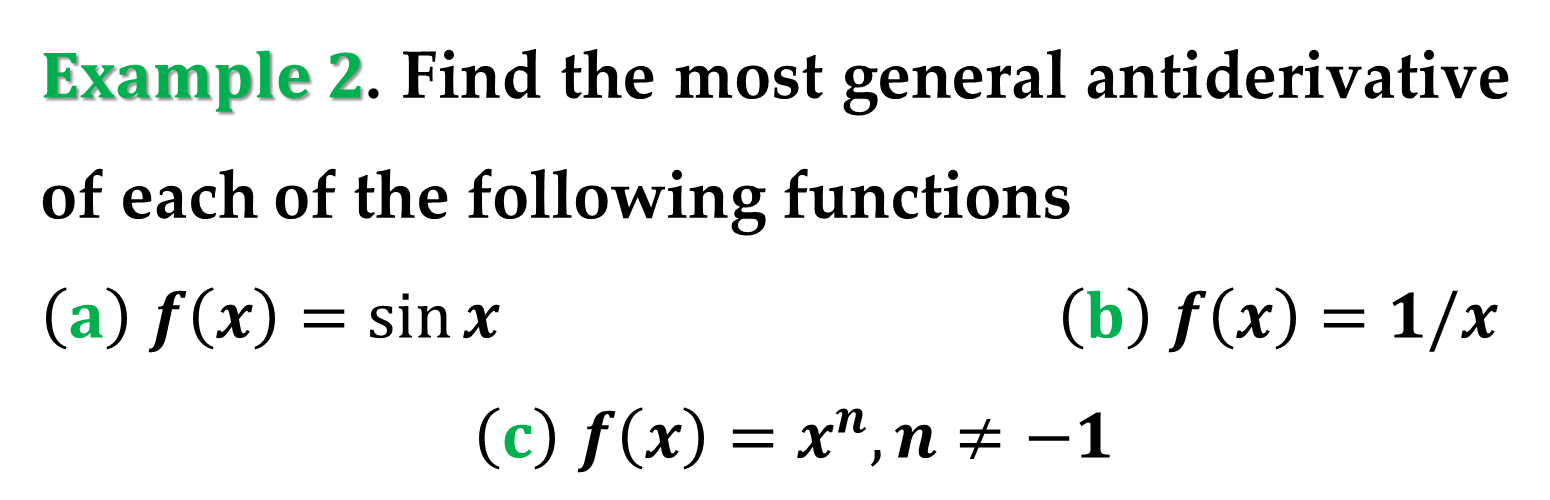 Example 2. Find the most general antiderivative
of each of the following functions
(a) f(x) = sin x (b) f(x) = 1/x
(c) f(x) = xⁿ, n ≠ −1